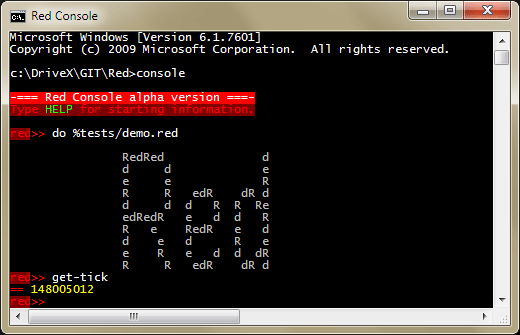 Red Console
Microsoft Windows [Version 6.1.7601]
Copyright (c) 2009 Microsoft Corporation.  All rights reserved.
c:\DriveX\GIT\Red>console
-=== Red Console alpha version ===-
Type HELP for starting information.
red>> do %tests/demo.red
RedRed              d
d     d             e
e     e             R
R     R   edR    dR d
d     d  d   R  R  Re
edRedR   e   d  d   R
R   e    RedR   e   d
d    e   d      R   e
e     R  e   d  d  dR
R      R  edR    dR d
red>> get-tick
== 148005012
red>>